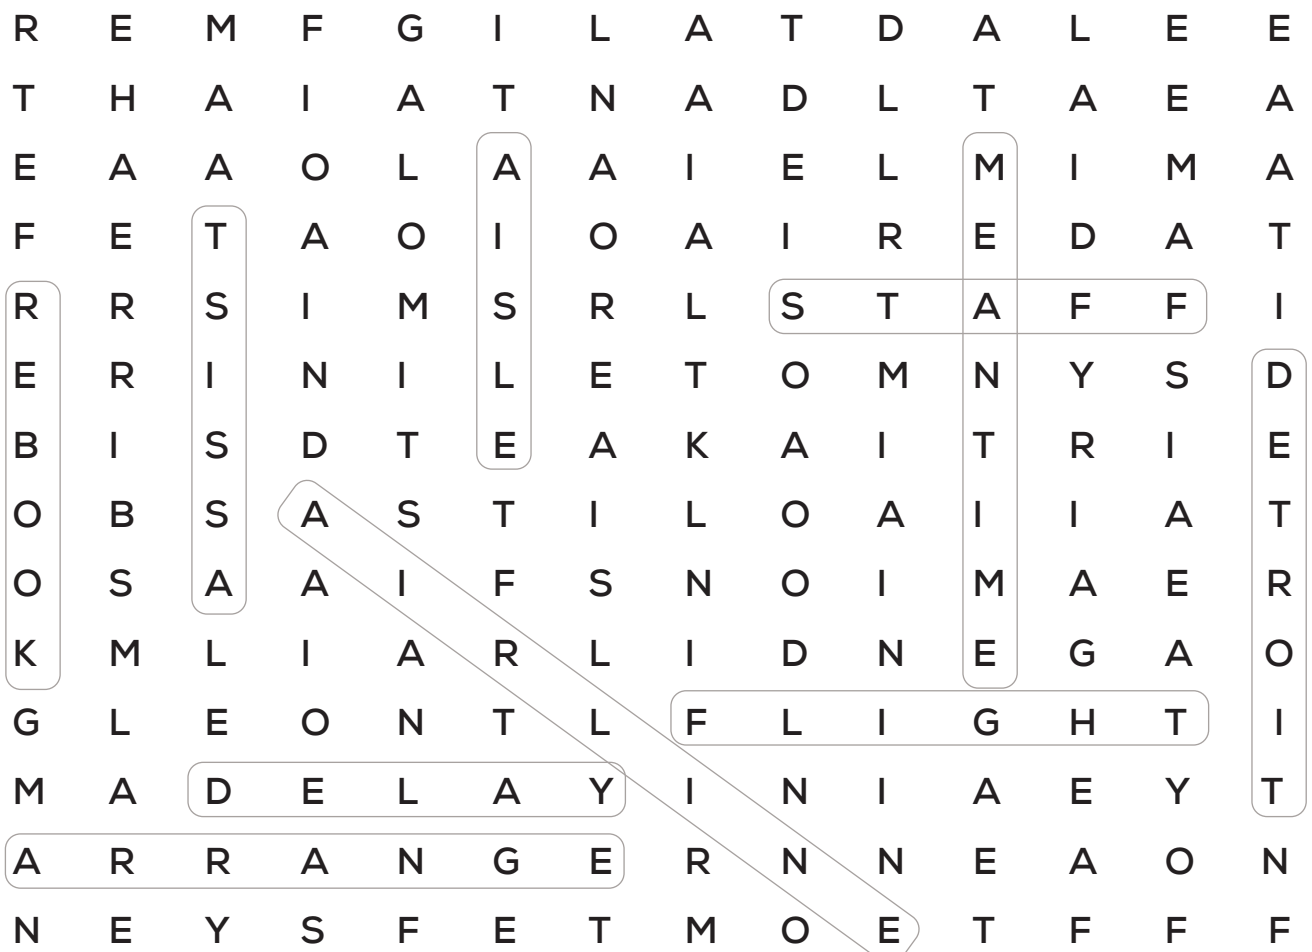 R E M F G I L A T D A L E E
T H A I A T N A D L T A E A
E A A O L A A I E L M I M A
F E T A O I O A I R E D A T
R R S I M S R L S T A F F I
E R I N I L E T O M N Y S D
B I S D T E A K A I T R I E
O B S A S T I L O A I I A T
O S A A I F S N O I M A E R
K M L I A R L I D N E G A O
G L E O N T L F L I G H T I
M A D E L A Y I N I A E Y T
A R R A N G E R N N E A O N
N E Y S F E T M O E T F F F